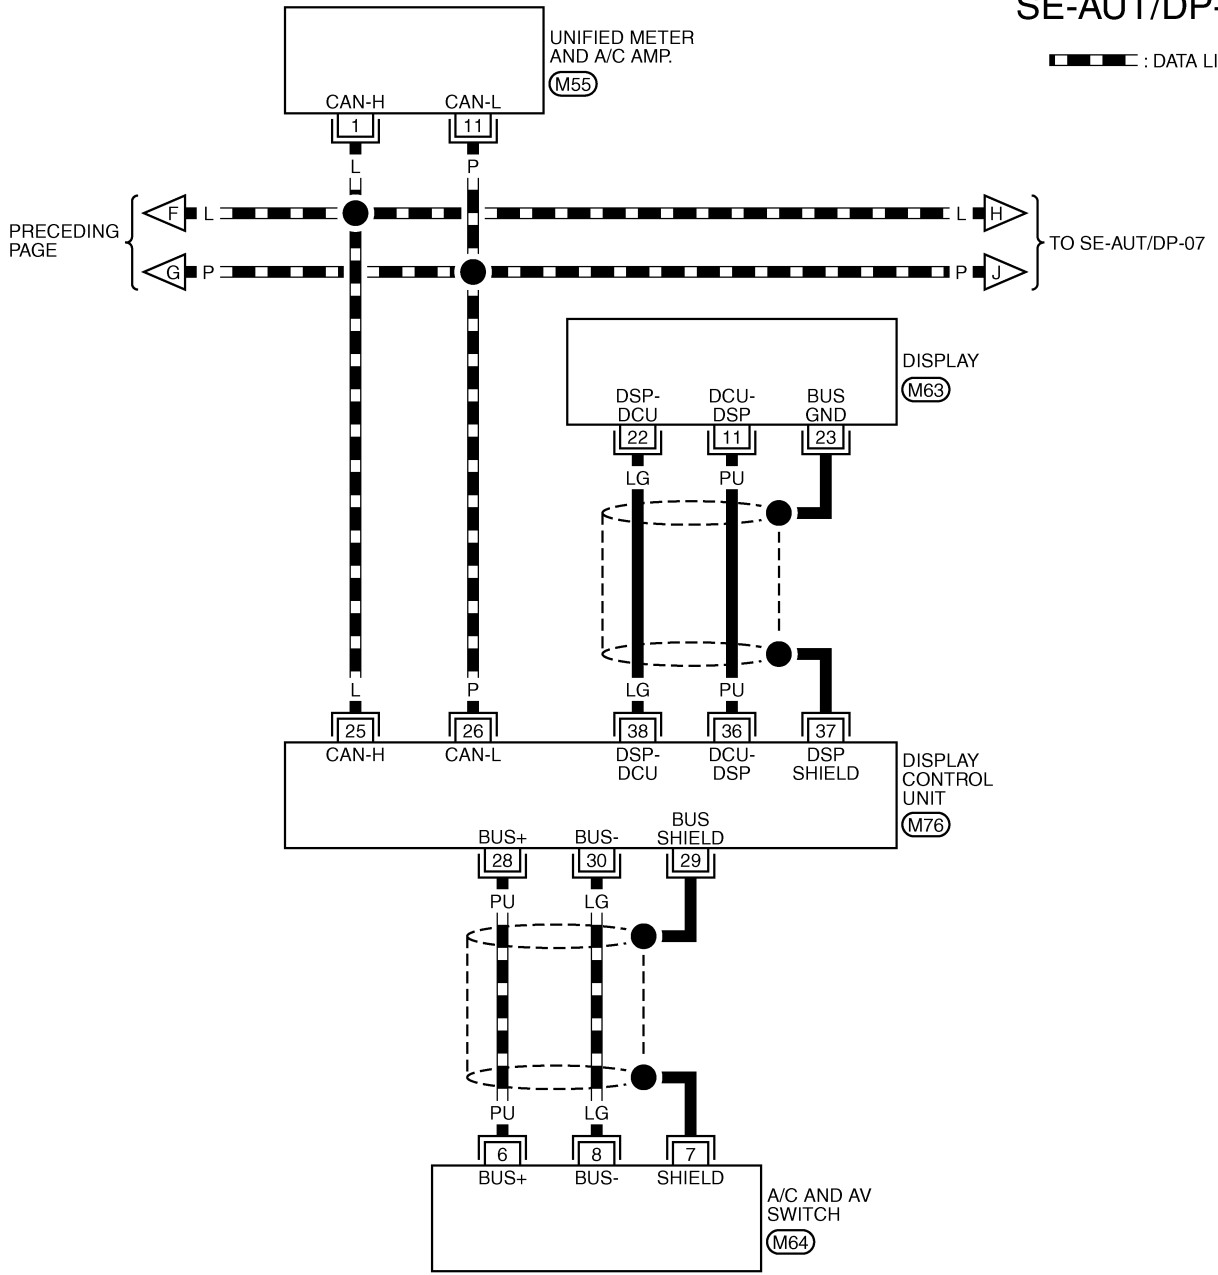 SE-AUT/DP-
: DATA LI
UNIFIED METER
AND A/C AMP.
M55
CAN-H
CAN-L
1
11
L
P
PRECEDING
PAGE
F
L
L
H
G
P
P
J
TO SE-AUT/DP-07
DISPLAY
M63
DSP-
DCU
DCU-
DSP
BUS
GND
22
11
23
LG
PU
L
P
LG
PU
25
26
38
36
37
CAN-H
CAN-L
DSP-
DCU
DCU-
DSP
DSP
SHIELD
DISPLAY
CONTROL
UNIT
M76
BUS+
BUS-
BUS
SHIELD
28
30
29
PU
LG
PU
LG
6
8
7
BUS+
BUS-
SHIELD
A/C AND AV
SWITCH
M64